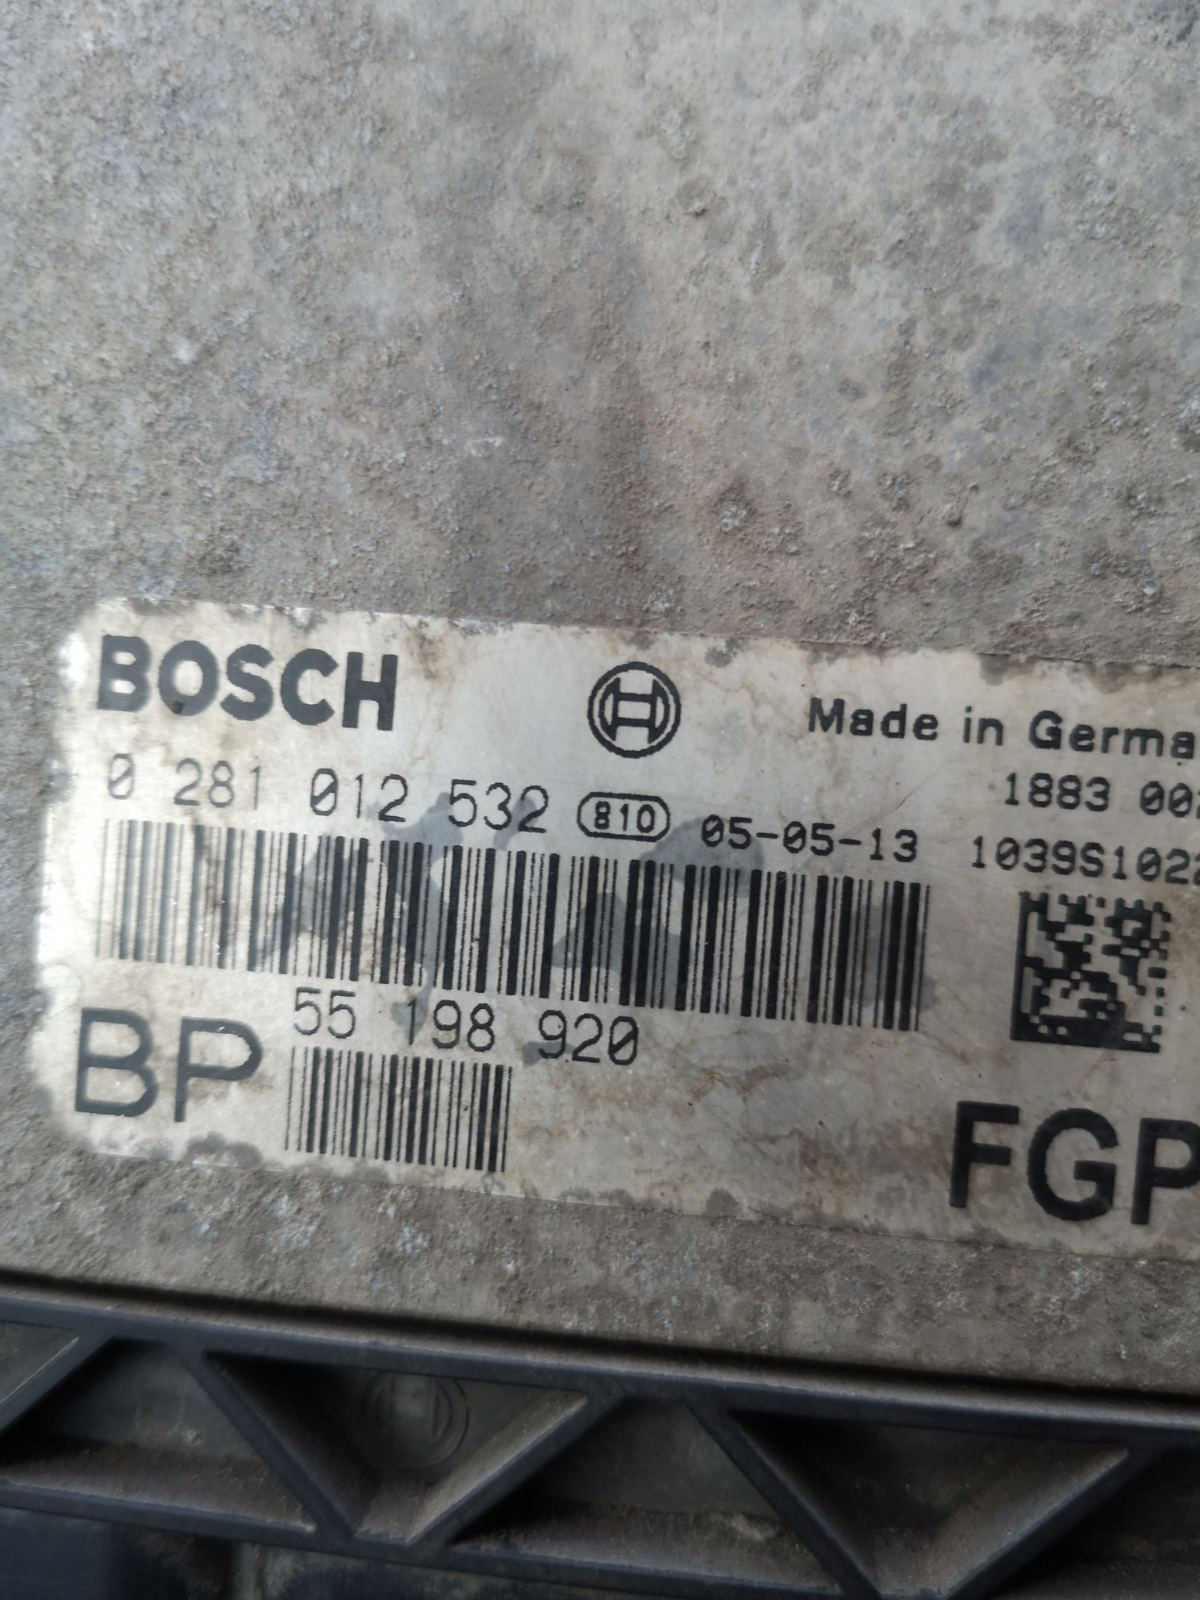 BOSCH
Made in Germa
0 281 012 532 810 05-05-13
1883 00
1039S1022
BP 55 198 920
FGP